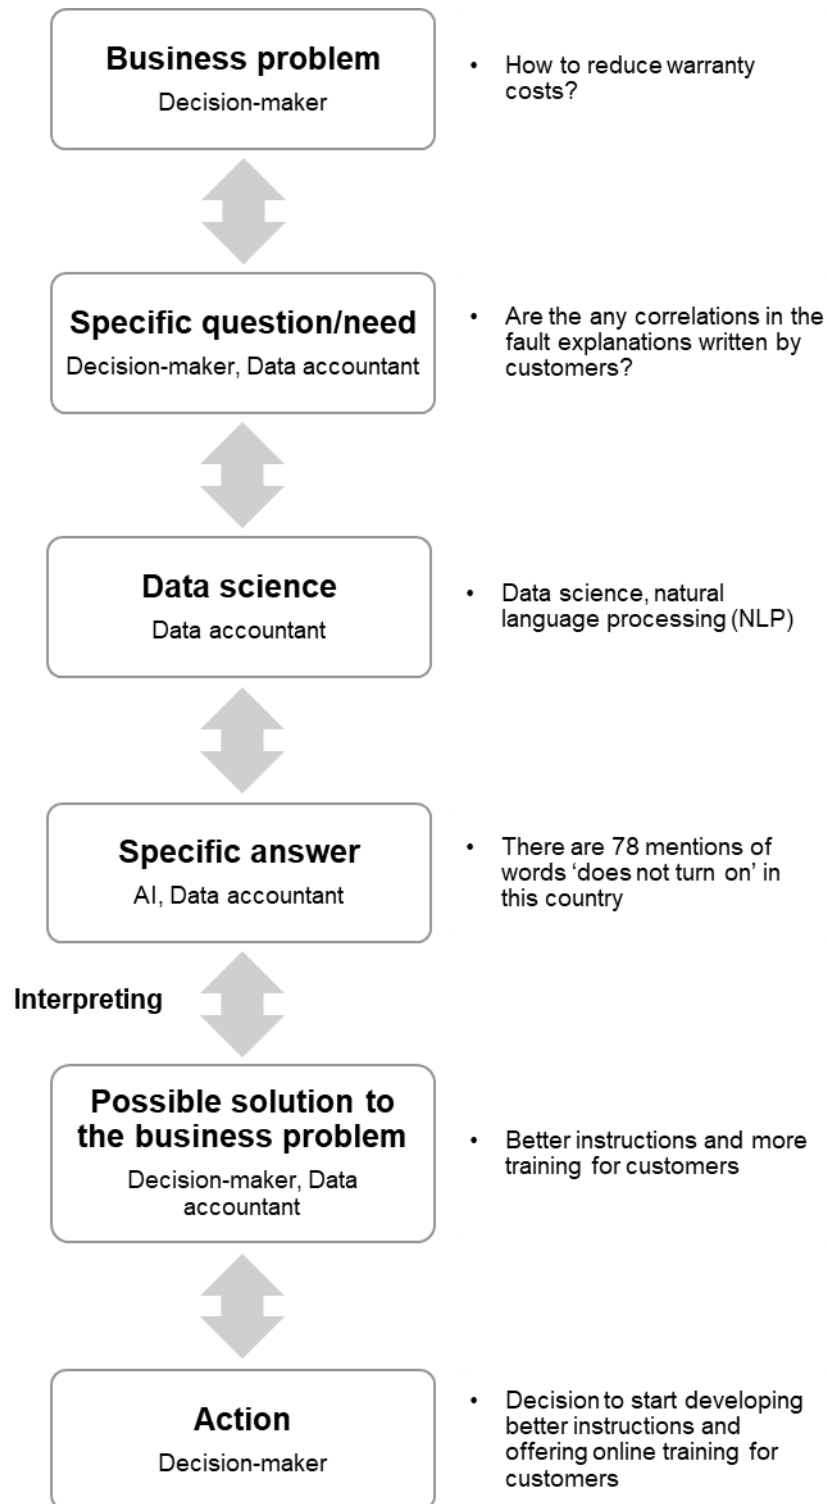 Business problem
Decision-maker
• How to reduce warranty
costs?
Specific question/need
Decision-maker, Data accountant
• Are the any correlations in the
fault explanations written by
customers?
Data science
Data accountant
• Data science, natural
language processing (NLP)
Specific answer
AI, Data accountant
• There are 78 mentions of
words ‘does not turn on’ in
this country
Interpreting
Possible solution to
the business problem
Decision-maker, Data
accountant
• Better instructions and more
training for customers
Action
Decision-maker
• Decision to start developing
better instructions and
offering online training for
customers